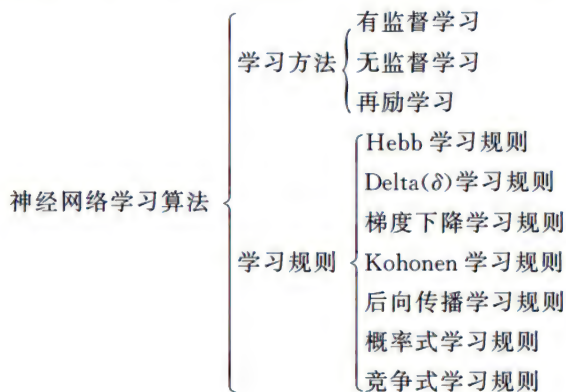 神经网络学习算法
学习方法
有监督学习
无监督学习
再励学习
学习规则
Hebb 学习规则
Delta(δ)学习规则
梯度下降学习规则
Kohonen 学习规则
后向传播学习规则
概率式学习规则
竞争式学习规则